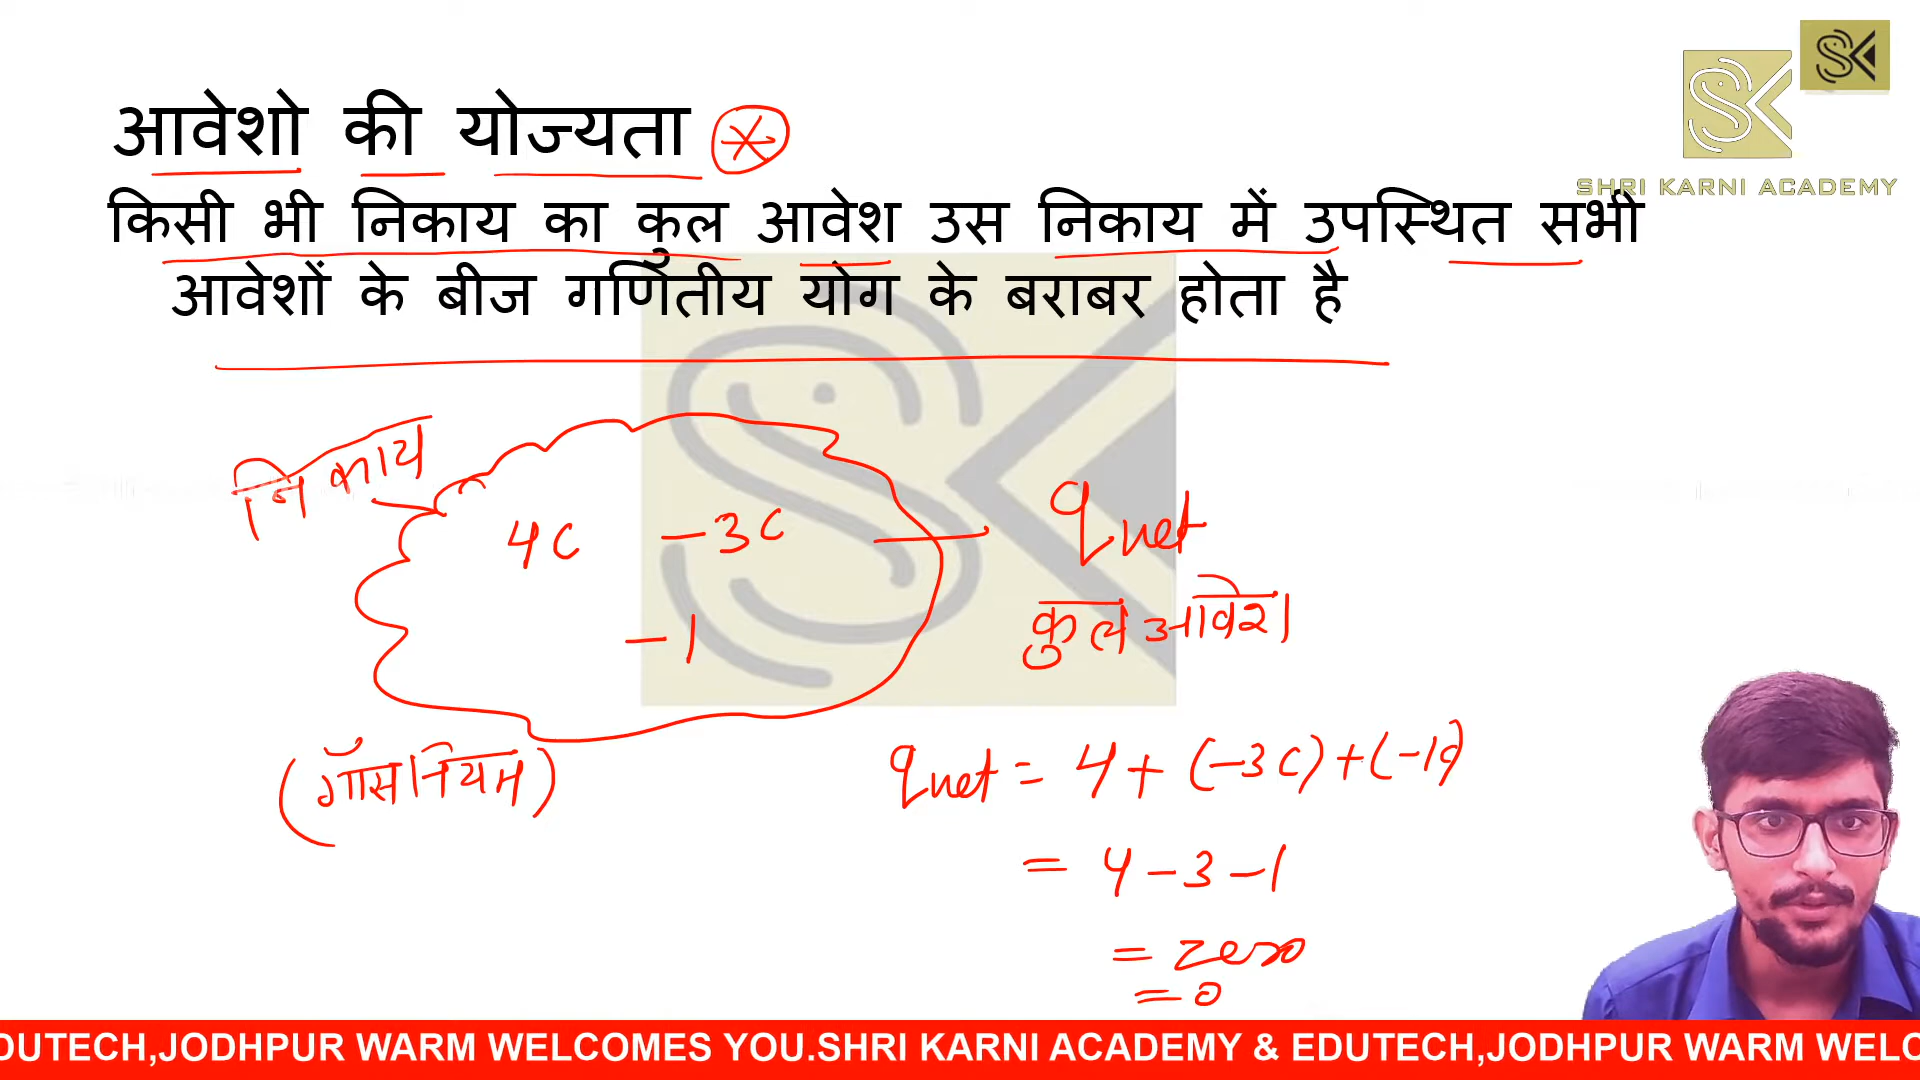 आवेशो की योज्यता
SHRI KARNI ACADEMY
किसी भी निकाय का कुल आवेश उस निकाय में उपस्थित सभी
आवेशों के बीज गणितीय योग के बराबर होता है
निकाय
4C -3C
-1
qnet
कुल आवेश
(गॉस नियम)
qnet = 4 + (-3C) + (-1C)
= 4 - 3 - 1
= Zero
= 0
DUTECH,JODHPUR WARM WELCOMES YOU.SHRI KARNI ACADEMY & EDUTECH,JODHPUR WARM WELC